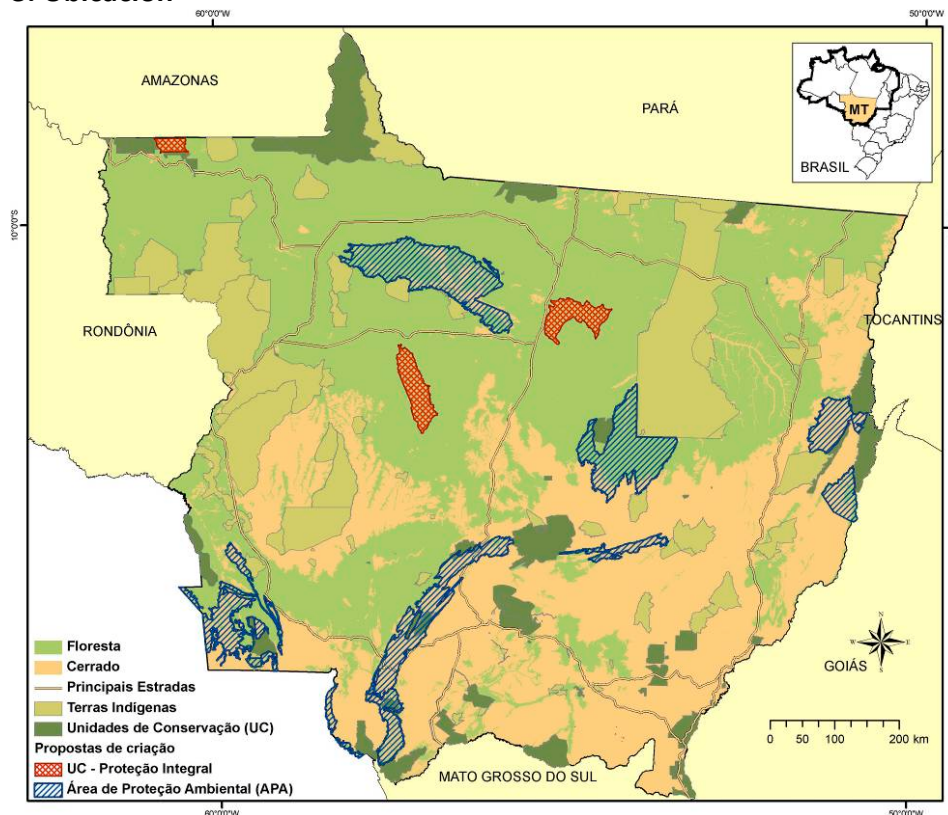 60°0'0"W
50°0'0"W
AMAZONAS
PARÁ
MT
BRASIL
10°0'0"S
RONDÔNIA
TOCANTINS
Floresta
Cerrado
Principais Estradas
Terras Indígenas
Unidades de Conservação (UC)
Propostas de criação
UC - Proteção Integral
Área de Proteção Ambiental (APA)
N
W
E
S
GOIÁS
0 50 100 200 km
MATO GROSSO DO SUL
60°0'0"W
50°0'0"W